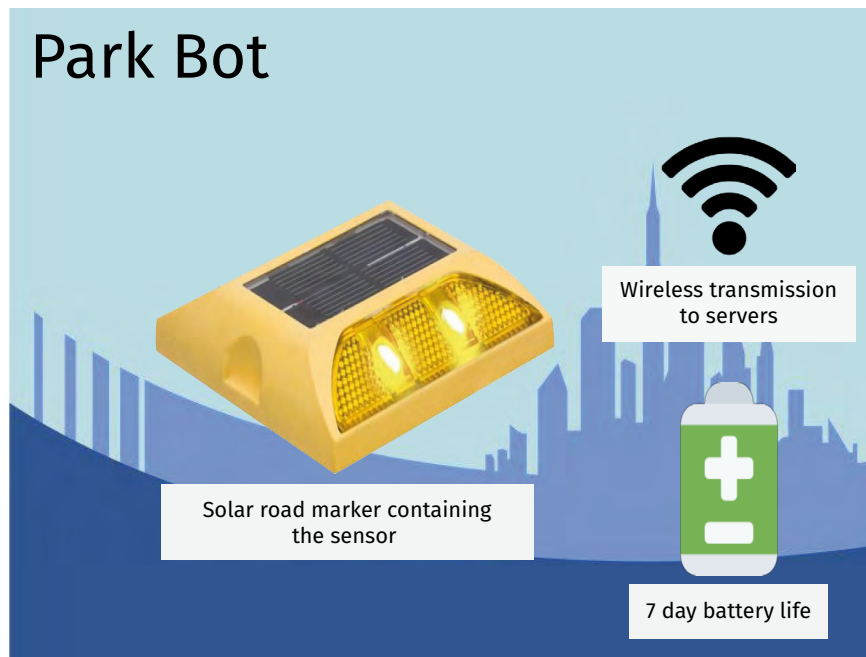 Park Bot
Wireless transmission
to servers
Solar road marker containing
the sensor
7 day battery life